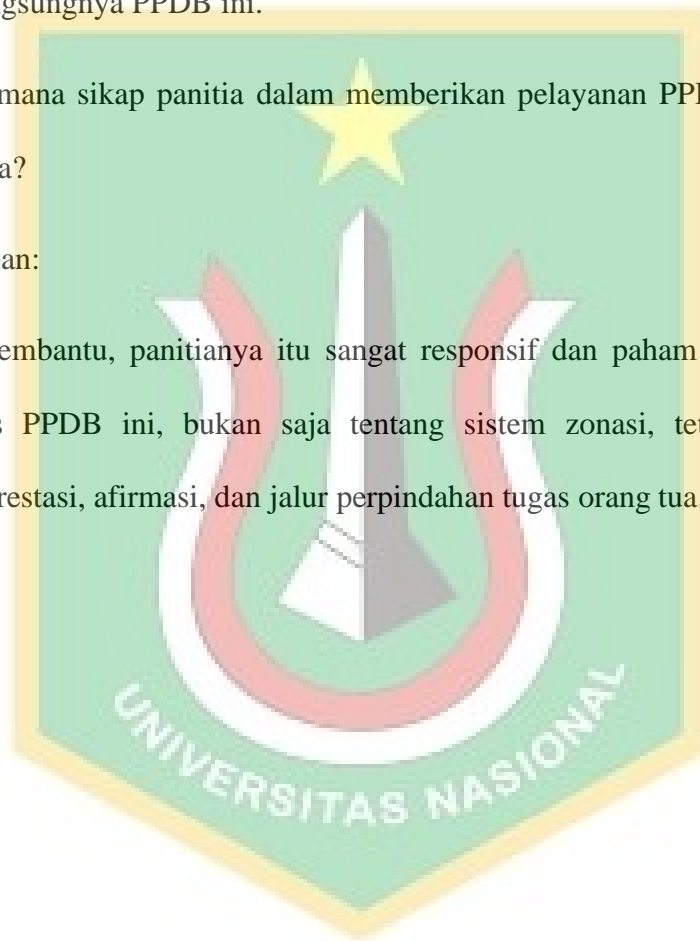 gsungnya PPDB ini.
mana sikap panitia dalam memberikan pelayanan PPI
a?
an:
embantu, panitianya itu sangat responsif dan paham
s PPDB ini, bukan saja tentang sistem zonasi, te
restasi, afirmasi, dan jalur perpindahan tugas orang tua.
UNIVERSITAS NASIONAL